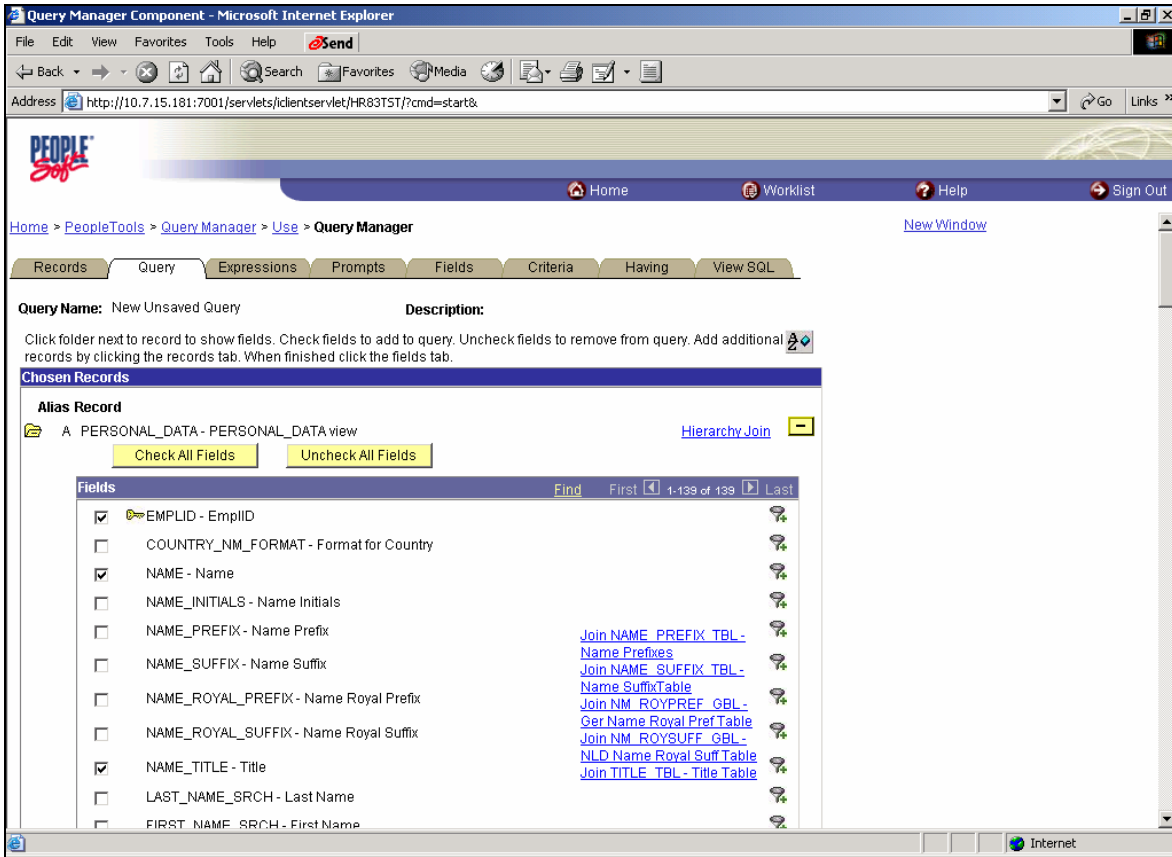 Query Manager Component - Microsoft Internet Explorer
File Edit View Favorites Tools Help Send
Back Search Favorites Media
Address http://10.7.15.181:7001/servlets/iclientservlet/HR83TST/?cmd=start& Go Links »
PEOPLE
Soft
Home Worklist Help Sign Out
Home > PeopleTools > Query Manager > Use > Query Manager New Window
Records Query Expressions Prompts Fields Criteria Having View SQL
Query Name: New Unsaved Query Description:
Click folder next to record to show fields. Check fields to add to query. Uncheck fields to remove from query. Add additional
records by clicking the records tab. When finished click the fields tab.
Chosen Records
Alias Record
A PERSONAL_DATA - PERSONAL_DATA view Hierarchy Join
Check All Fields Uncheck All Fields
Fields Find First 1-139 of 139 Last
EMPLID - EmplID
COUNTRY_NM_FORMAT - Format for Country
NAME - Name
NAME_INITIALS - Name Initials
NAME_PREFIX - Name Prefix Join NAME_PREFIX_TBL -
Name Prefixes
NAME_SUFFIX - Name Suffix Join NAME_SUFFIX_TBL -
Name SuffixTable
NAME_ROYAL_PREFIX - Name Royal Prefix Join NM_ROYPREF_GBL -
Ger Name Royal Pref Table
NAME_ROYAL_SUFFIX - Name Royal Suffix Join NM_ROYSUFF_GBL -
NLD Name Royal Suff Table
NAME_TITLE - Title Join TITLE_TBL - Title Table
LAST_NAME_SRCH - Last Name
FIRST_NAME_SRCH - First Name
Internet